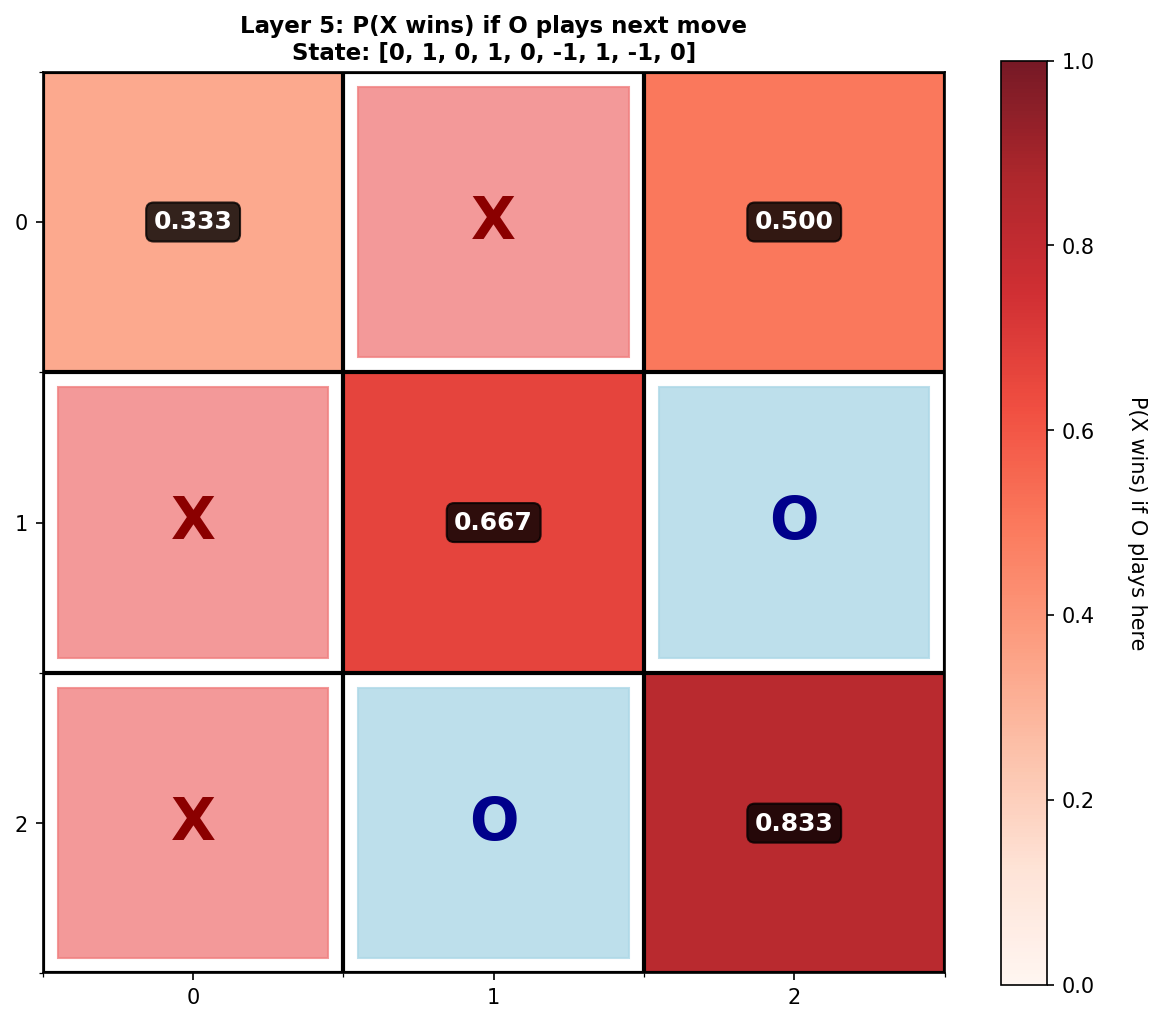 Layer 5: P(X wins) if O plays next move
State: [0, 1, 0, 1, 0, -1, 1, -1, 0]
0
0.333
X
0.500
1
X
0.667
O
2
X
O
0.833
0
1
2
1.0
0.8
0.6
0.4
0.2
0.0
P(X wins) if O plays here